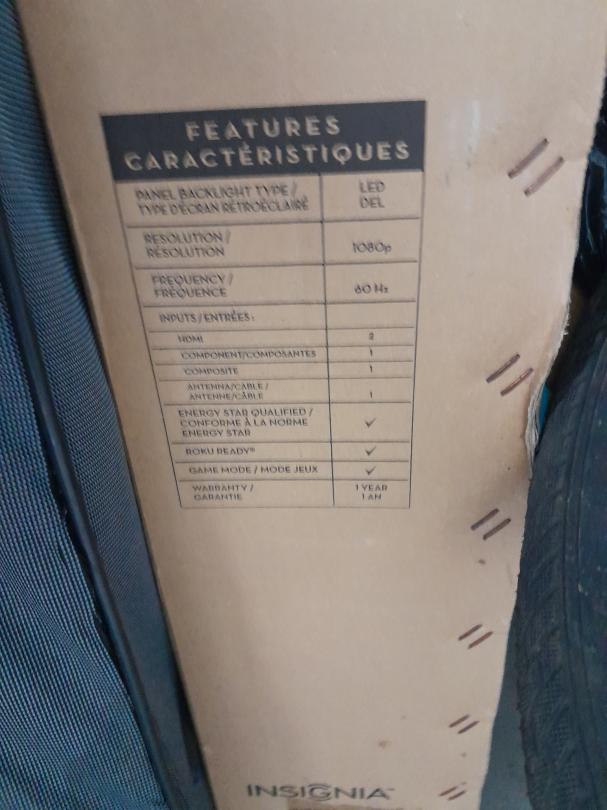 FEATURES
CARACTÉRISTIQUES
PANEL BACKLIGHT TYPE / LED
TYPE D'ÉCRAN RÉTROÉCLAIRÉ DEL
RESOLUTION /
RÉSOLUTION 1080p
FREQUENCY /
FRÉQUENCE 60 Hz
INPUTS / ENTRÉES :
HDMI 2
COMPONENT/COMPOSANTES 1
COMPOSITE 1
ANTENNA/CABLE /
ANTENNE/CÂBLE 1
ENERGY STAR QUALIFIED /
CONFORME À LA NORME ✓
ENERGY STAR
ROKU READY® ✓
GAME MODE / MODE JEUX ✓
WARRANTY / 1 YEAR
GARANTIE 1 AN
INSIGNIA™